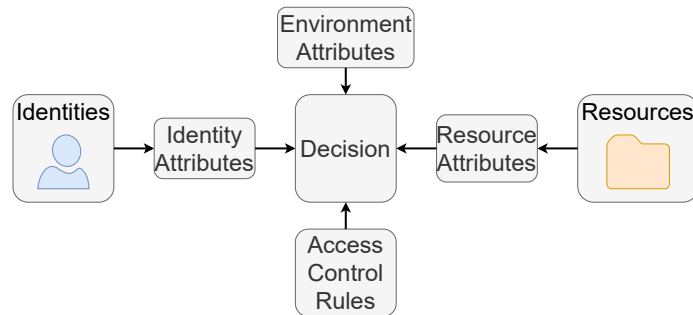 Environment
Attributes
Identities
Identity
Attributes
Decision
Resource
Attributes
Resources
Access
Control
Rules